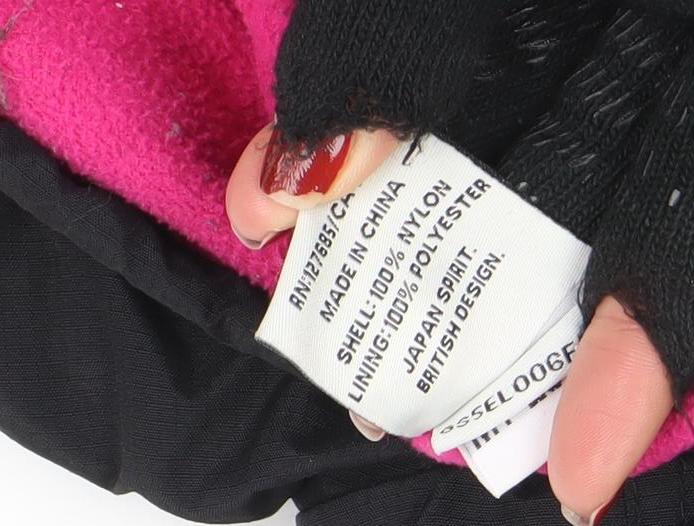 RN:127685/CA
MADE IN CHINA
SHELL: 100% NYLON
LINING:100% POLYESTER
JAPAN SPIRIT.
BRITISH DESIGN.